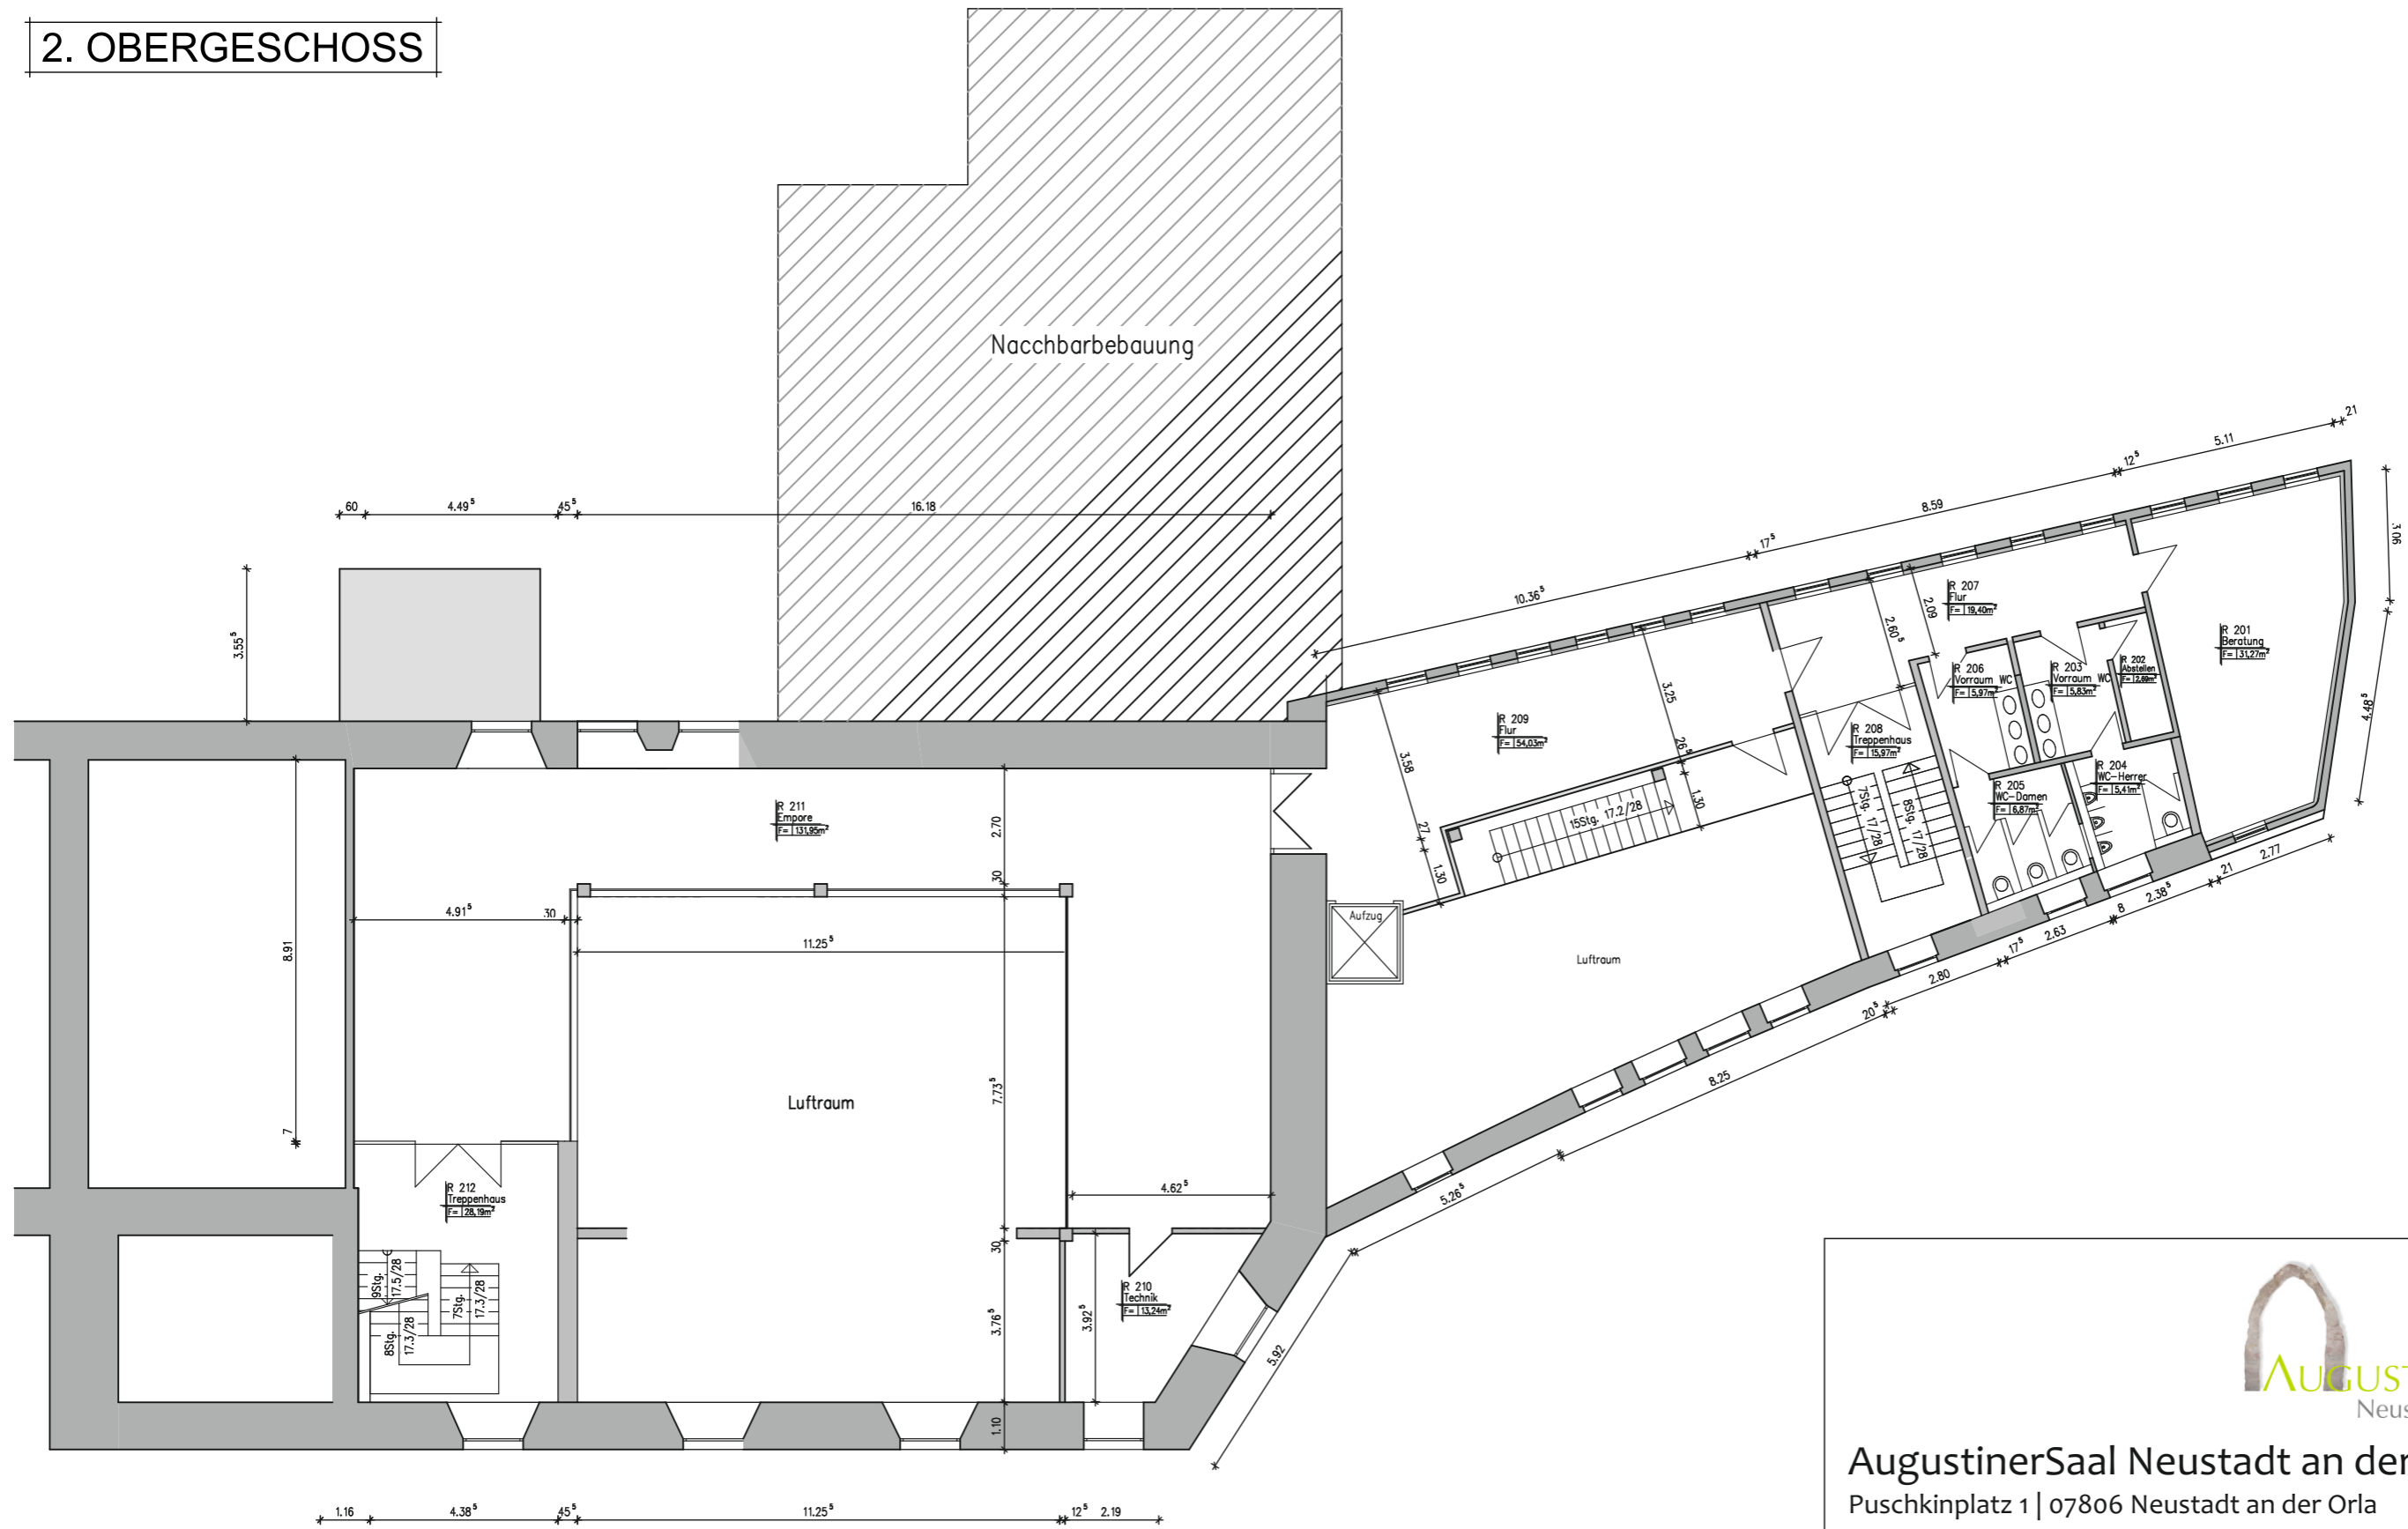 2. OBERGESCHOSS
Nacchbarbebauung
60
4.49⁵
45⁵
16.18
3.55⁵
10.36⁵
17⁵
8.59
12⁵
5.11
21
3.06
4.48⁵
R 207
Flur
F= 19,40m²
2.09
2.60⁵
R 201
Beratung
F= 31,27m²
R 206
Vorraum WC
F= 5,97m²
R 203
Vorraum WC
F= 5,83m²
R 202
Abstellen
F= 2,69m²
R 209
Flur
F= 54,03m²
3.25
26⁵
3.58
27
1.30
1.30
15Stg. 17.2/28
R 208
Treppenhaus
F= 15,97m²
7Stg. 17/28
8Stg. 17/28
R 205
WC-Damen
F= 6,87m²
R 204
WC-Herrer
F= 5,41m²
R 211
Empore
F= 131,95m²
2.70
30
4.91⁵
30
11.25⁵
8.91
7
Aufzug
Luftraum
2.77
21
2.38⁵
8
2.63
17⁵
2.80
20⁵
8.25
5.26⁵
5.92
Luftraum
7.73⁵
4.62⁵
30
3.76⁵
3.92⁵
1.10
R 212
Treppenhaus
F= 28,19m²
9Stg.
17.5/28
7Stg.
17.3/28
8Stg.
17.3/28
R 210
Technik
F= 13,24m²
1.16
4.38⁵
45⁵
11.25⁵
12⁵
2.19
AUGUST
Neus
AugustinerSaal Neustadt an der
Puschkinplatz 1 | 07806 Neustadt an der Orla